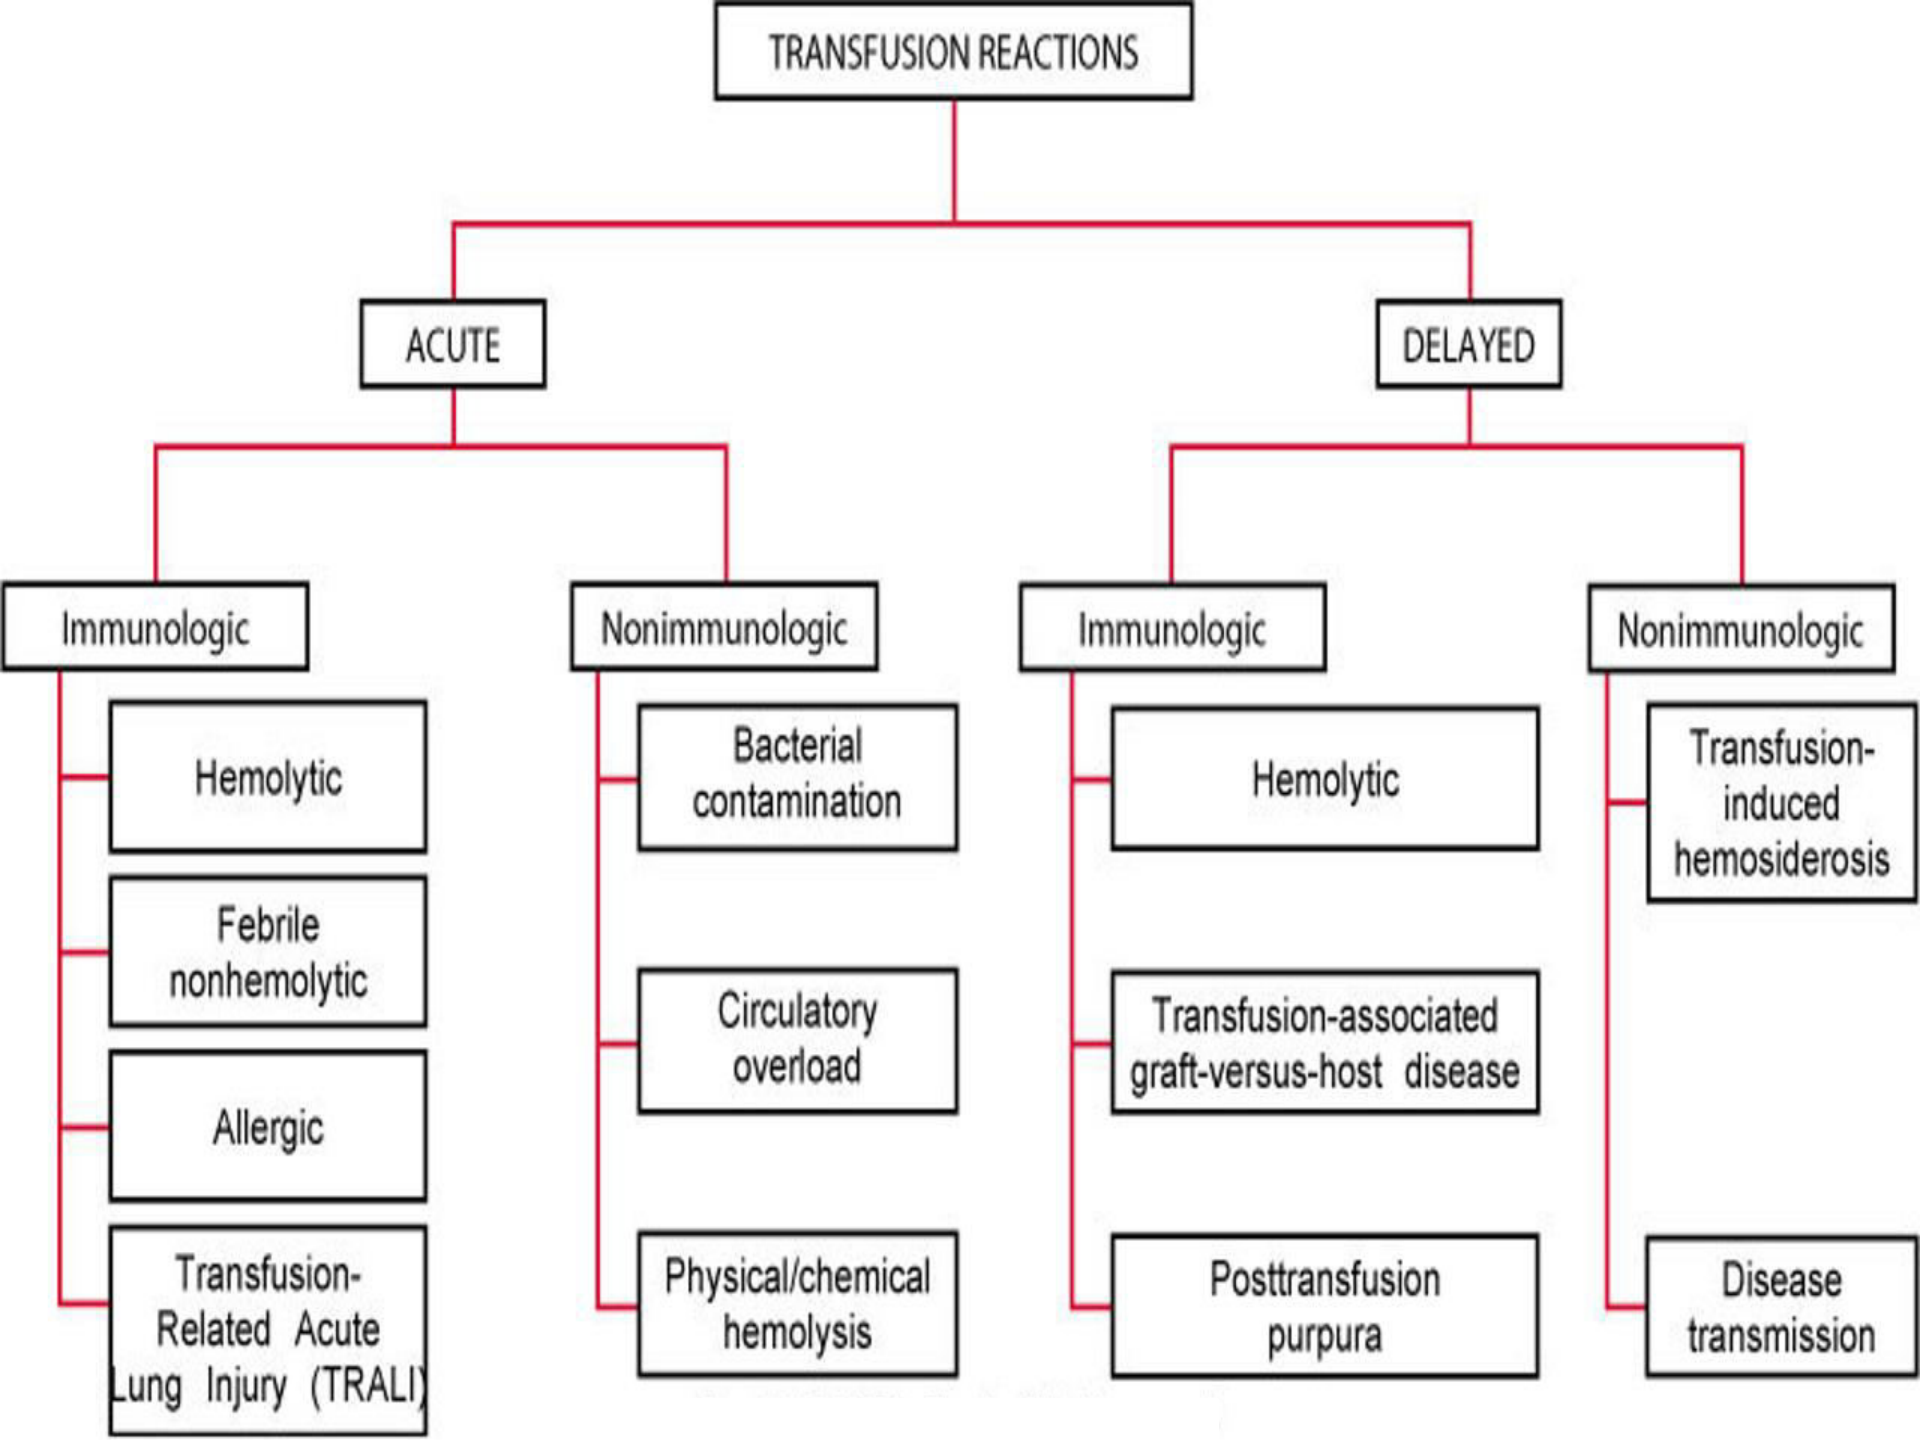 TRANSFUSION REACTIONS
ACUTE
DELAYED
Immunologic
Nonimmunologic
Immunologic
Nonimmunologic
Hemolytic
Febrile
nonhemolytic
Allergic
Transfusion-
Related Acute
Lung Injury (TRALI)
Bacterial
contamination
Circulatory
overload
Physical/chemical
hemolysis
Hemolytic
Transfusion-associated
graft-versus-host disease
Posttransfusion
purpura
Transfusion-
induced
hemosiderosis
Disease
transmission